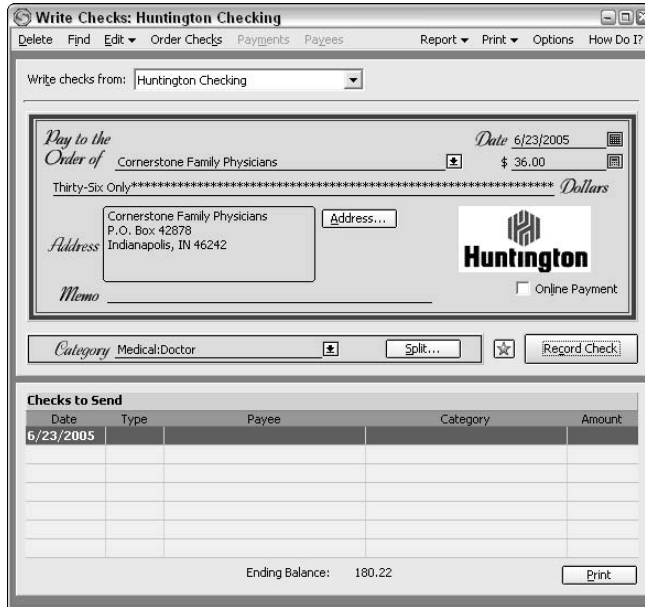 Write Checks: Huntington Checking
Delete Find Edit Order Checks Payments Payees Report Print Options How Do I?
Write checks from: Huntington Checking
Pay to the
Order of Cornerstone Family Physicians
Date 6/23/2005
$ 36.00
Thirty-Six Only****************************************************************************** Dollars
Address
Cornerstone Family Physicians
P.O. Box 42878
Indianapolis, IN 46242
Address...
Huntington
Memo
Online Payment
Category Medical:Doctor Split... Record Check
Checks to Send
Date Type Payee Category Amount
6/23/2005
Ending Balance: 180.22 Print